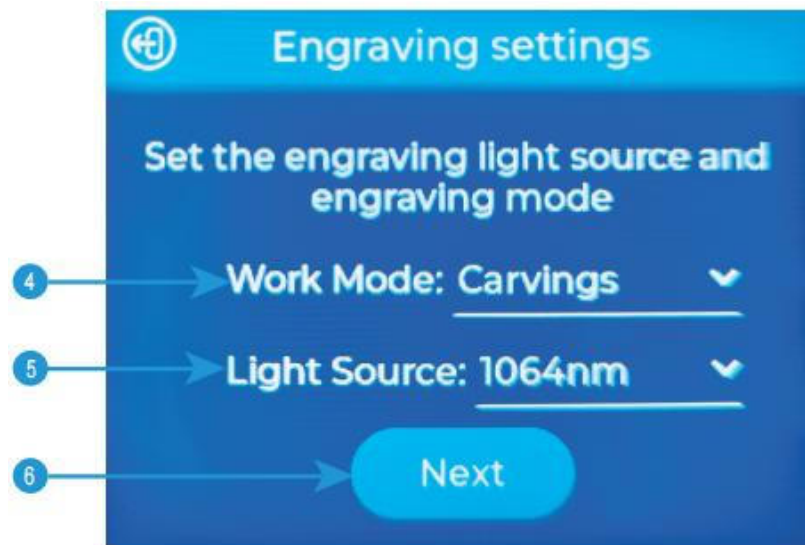 Engraving settings
Set the engraving light source and
engraving mode
4 Work Mode: Carvings
5 Light Source: 1064nm
6 Next